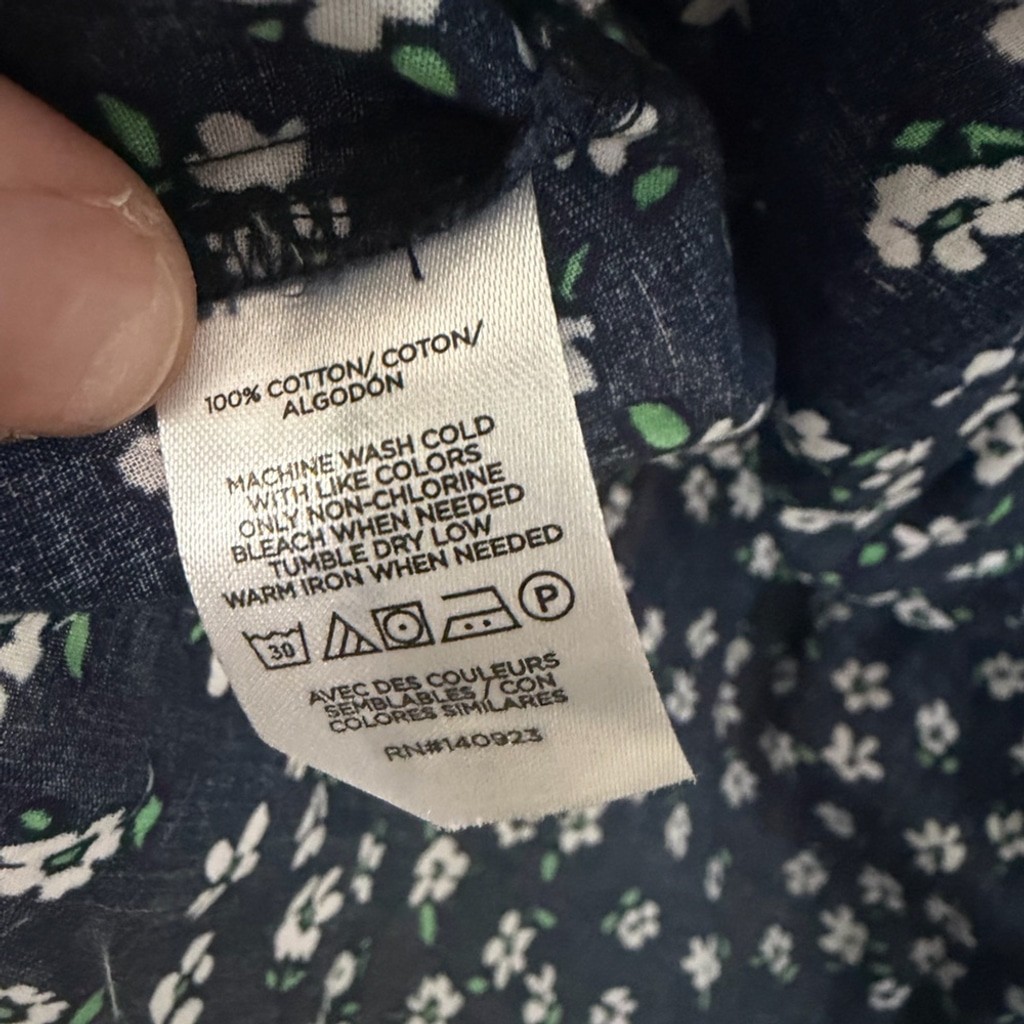 100% COTTON/ COTON/
ALGODÓN
MACHINE WASH COLD
WITH LIKE COLORS
ONLY NON-CHLORINE
BLEACH WHEN NEEDED
TUMBLE DRY LOW
WARM IRON WHEN NEEDED
30 P
AVEC DES COULEURS
SEMBLABLES / CON
COLORES SIMILARES
RN#140923